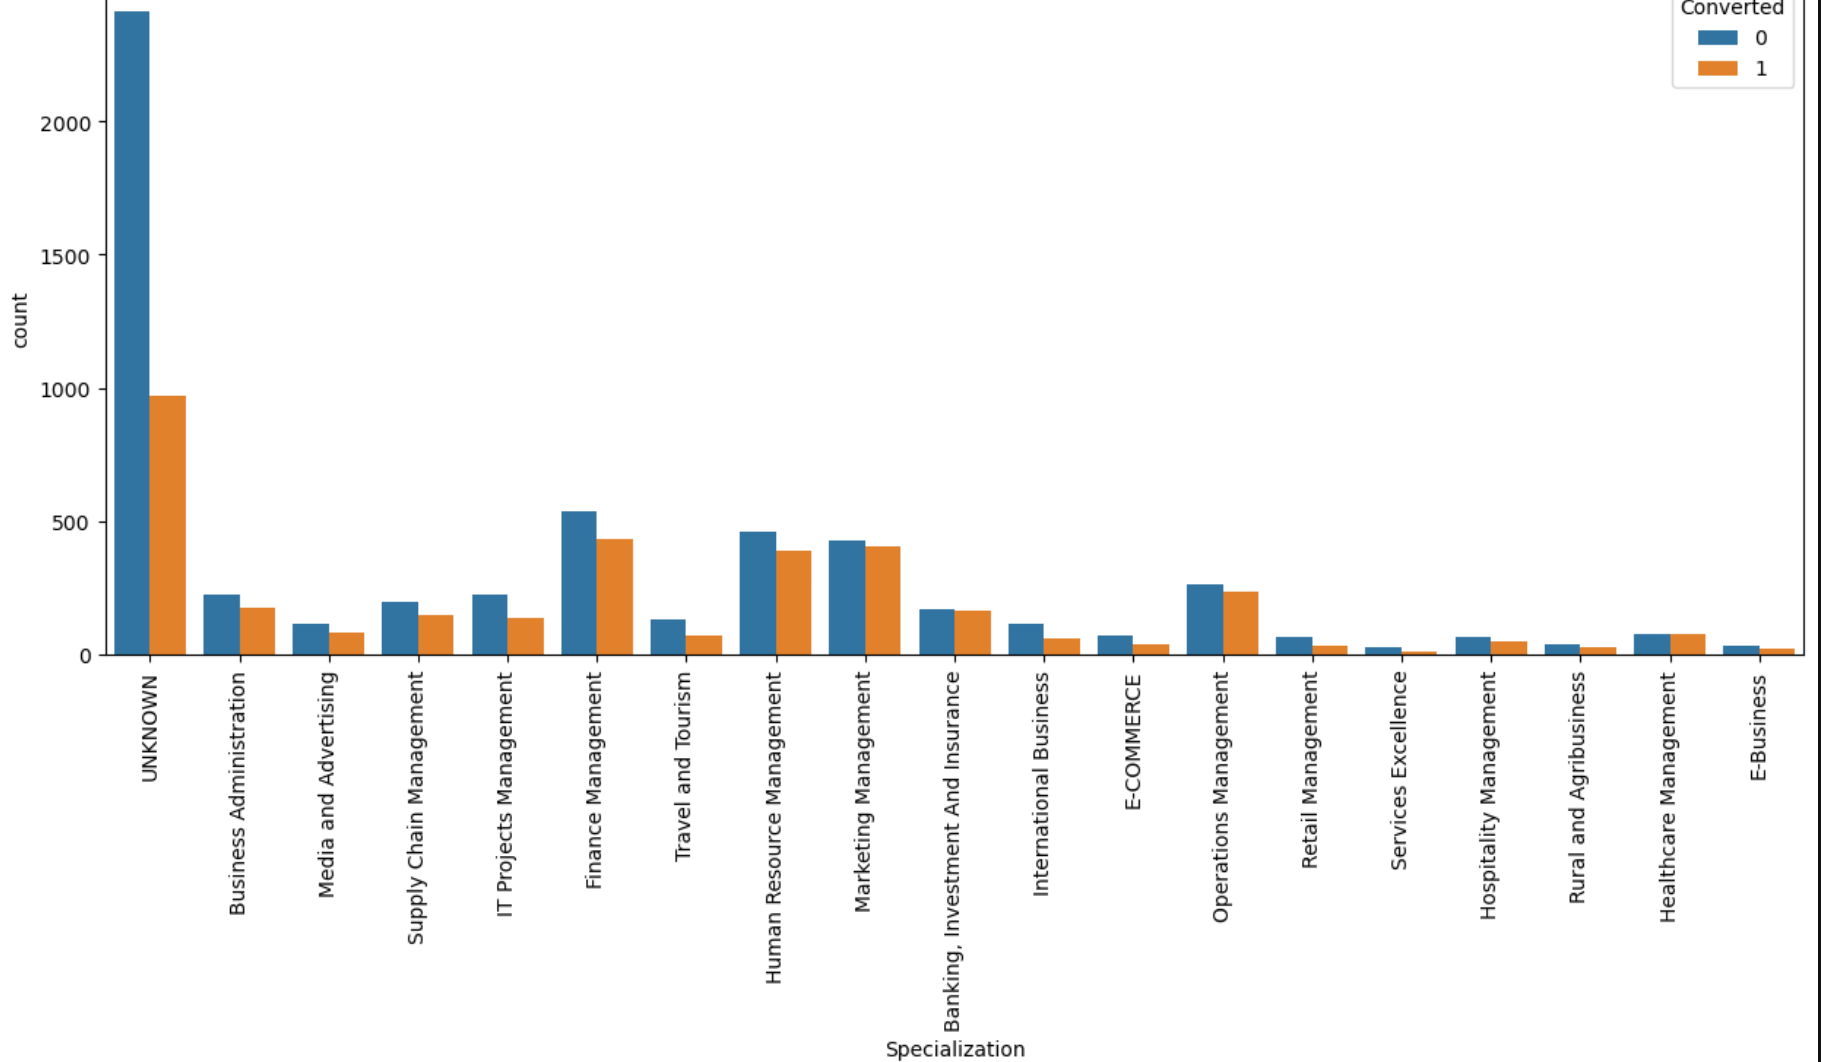 Converted
0
1
2000
1500
1000
500
0
count
UNKNOWN
Business Administration
Media and Advertising
Supply Chain Management
IT Projects Management
Finance Management
Travel and Tourism
Human Resource Management
Marketing Management
Banking, Investment And Insurance
International Business
E-COMMERCE
Operations Management
Retail Management
Services Excellence
Hospitality Management
Rural and Agribusiness
Healthcare Management
E-Business
Specialization